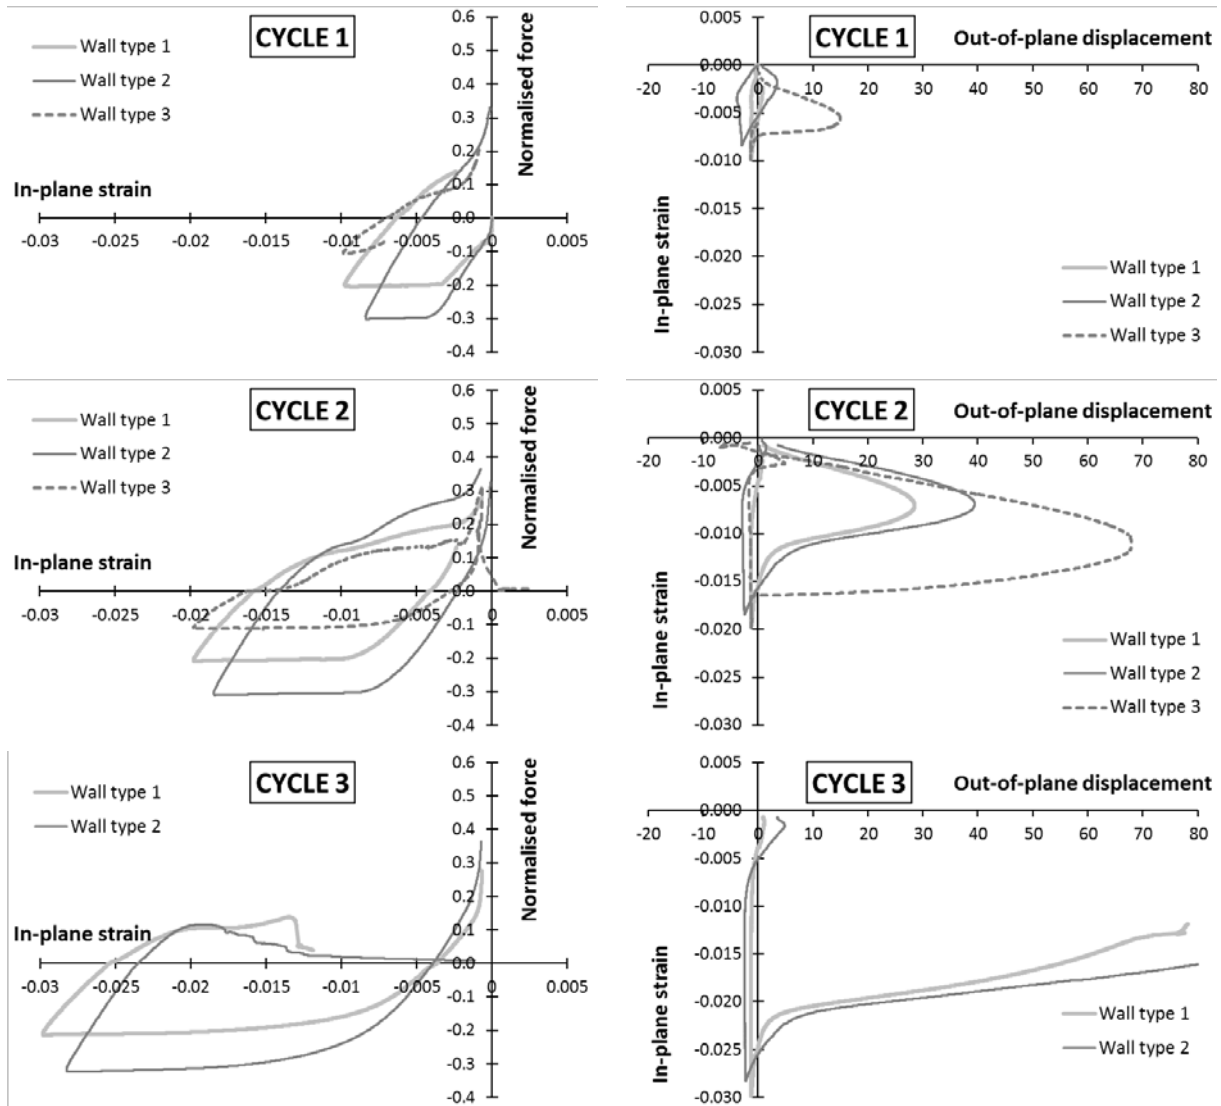 CYCLE 1
Normalised force
Wall type 1
Wall type 2
Wall type 3
In-plane strain
0.6
0.5
0.4
0.3
0.2
0.1
0.0
-0.1
-0.2
-0.3
-0.4
-0.03 -0.025 -0.02 -0.015 -0.01 -0.005 0 0.005
CYCLE 1
Out-of-plane displacement
In-plane strain
0.005
0.000
-0.005
-0.010
-0.015
-0.020
-0.025
-0.030
-20 -10 0 10 20 30 40 50 60 70 80
Wall type 1
Wall type 2
Wall type 3
CYCLE 2
Normalised force
Wall type 1
Wall type 2
Wall type 3
In-plane strain
0.6
0.5
0.4
0.3
0.2
0.1
0.0
-0.1
-0.2
-0.3
-0.4
-0.03 -0.025 -0.02 -0.015 -0.01 -0.005 0 0.005
CYCLE 2
Out-of-plane displacement
In-plane strain
0.005
0.000
-0.005
-0.010
-0.015
-0.020
-0.025
-0.030
-20 -10 0 10 20 30 40 50 60 70 80
Wall type 1
Wall type 2
Wall type 3
CYCLE 3
Normalised force
Wall type 1
Wall type 2
In-plane strain
0.6
0.5
0.4
0.3
0.2
0.1
0.0
-0.1
-0.2
-0.3
-0.4
-0.03 -0.025 -0.02 -0.015 -0.01 -0.005 0 0.005
CYCLE 3
Out-of-plane displacement
In-plane strain
0.005
0.000
-0.005
-0.010
-0.015
-0.020
-0.025
-0.030
-20 -10 0 10 20 30 40 50 60 70 80
Wall type 1
Wall type 2